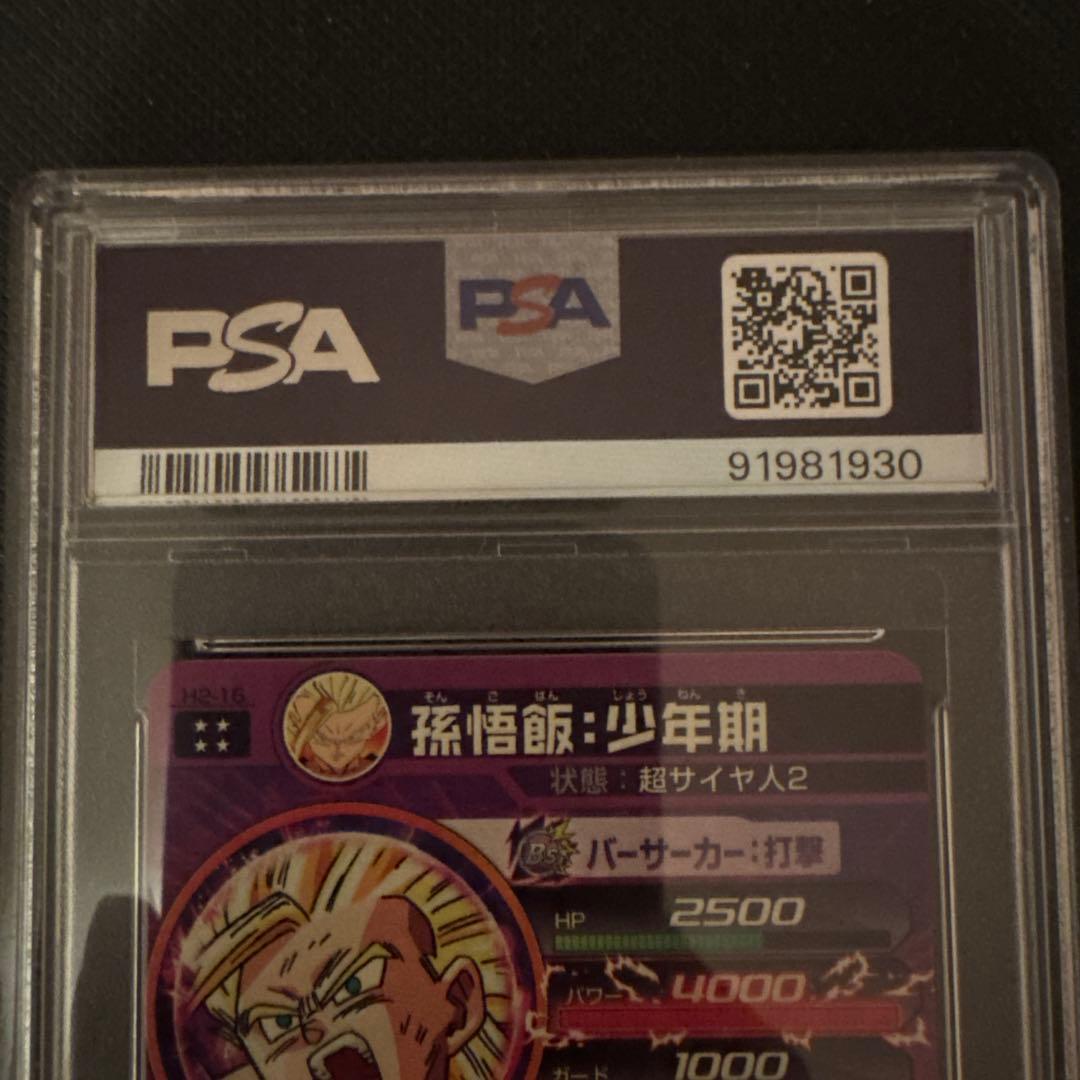 PSA
PSA
91981930
H2-16
そん ご はん しょう ねん き
孫悟飯:少年期
状態:超サイヤ人2
Bs バーサーカー:打撃
HP 2500
パワー 4000
ガード 1000